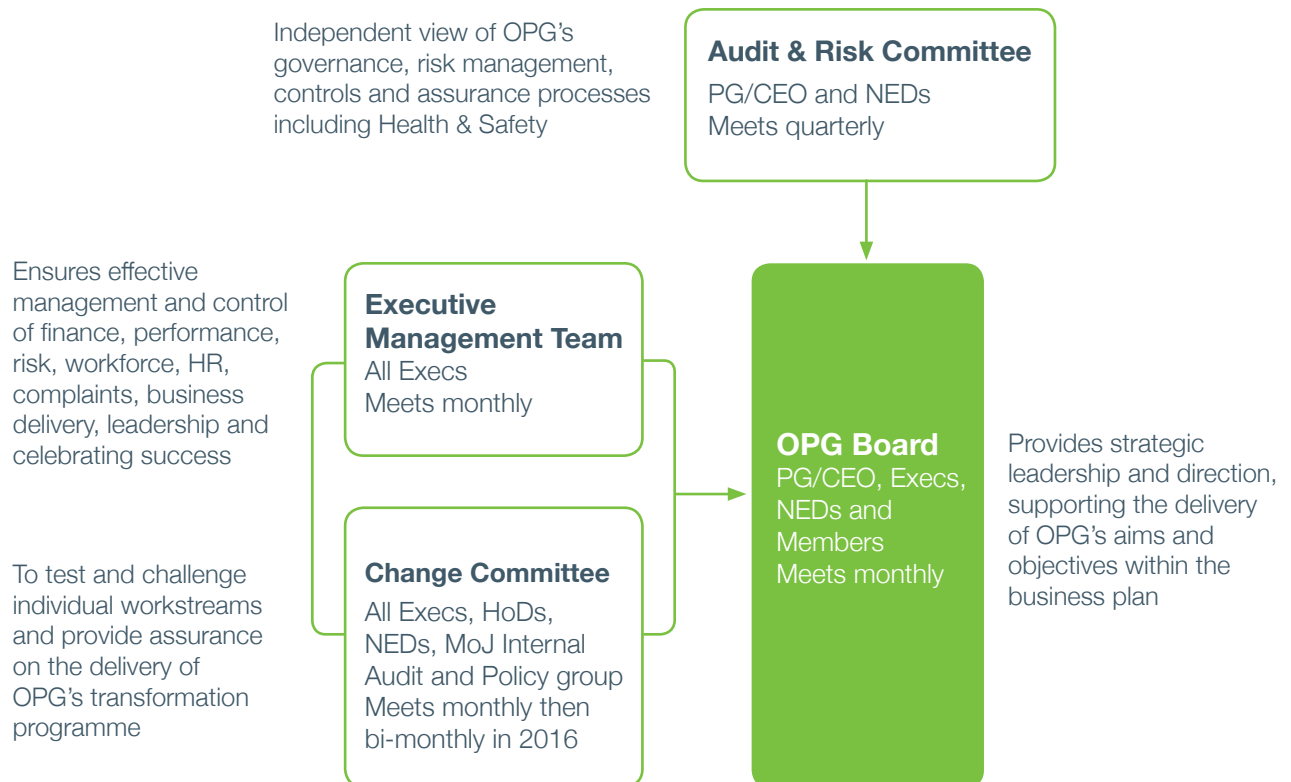 Independent view of OPG’s
governance, risk management,
controls and assurance processes
including Health & Safety
Audit & Risk Committee
PG/CEO and NEDs
Meets quarterly
Ensures effective
management and control
of finance, performance,
risk, workforce, HR,
complaints, business
delivery, leadership and
celebrating success
Executive
Management Team
All Execs
Meets monthly
OPG Board
PG/CEO, Execs,
NEDs and
Members
Meets monthly
Provides strategic
leadership and direction,
supporting the delivery
of OPG’s aims and
objectives within the
business plan
To test and challenge
individual workstreams
and provide assurance
on the delivery of
OPG’s transformation
programme
Change Committee
All Execs, HoDs,
NEDs, MoJ Internal
Audit and Policy group
Meets monthly then
bi-monthly in 2016